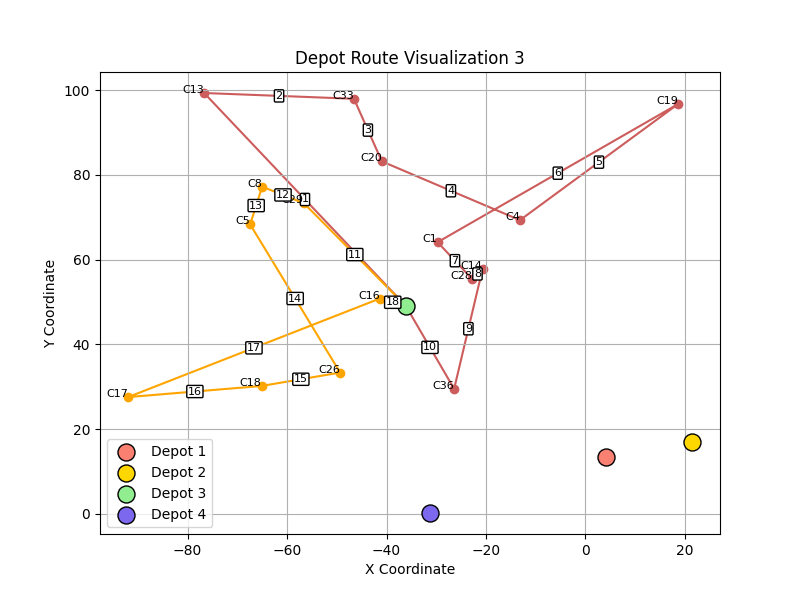 Depot Route Visualization 3
Y Coordinate
100
80
60
40
20
0
C13
2
C33
3
C20
4
C4
5
C19
6
C1
7
C28
C14
8
9
C36
10
C8
12
C29
1
13
C5
11
14
C16
18
17
C26
15
C18
16
C17
Depot 1
Depot 2
Depot 3
Depot 4
−80
−60
−40
−20
0
20
X Coordinate